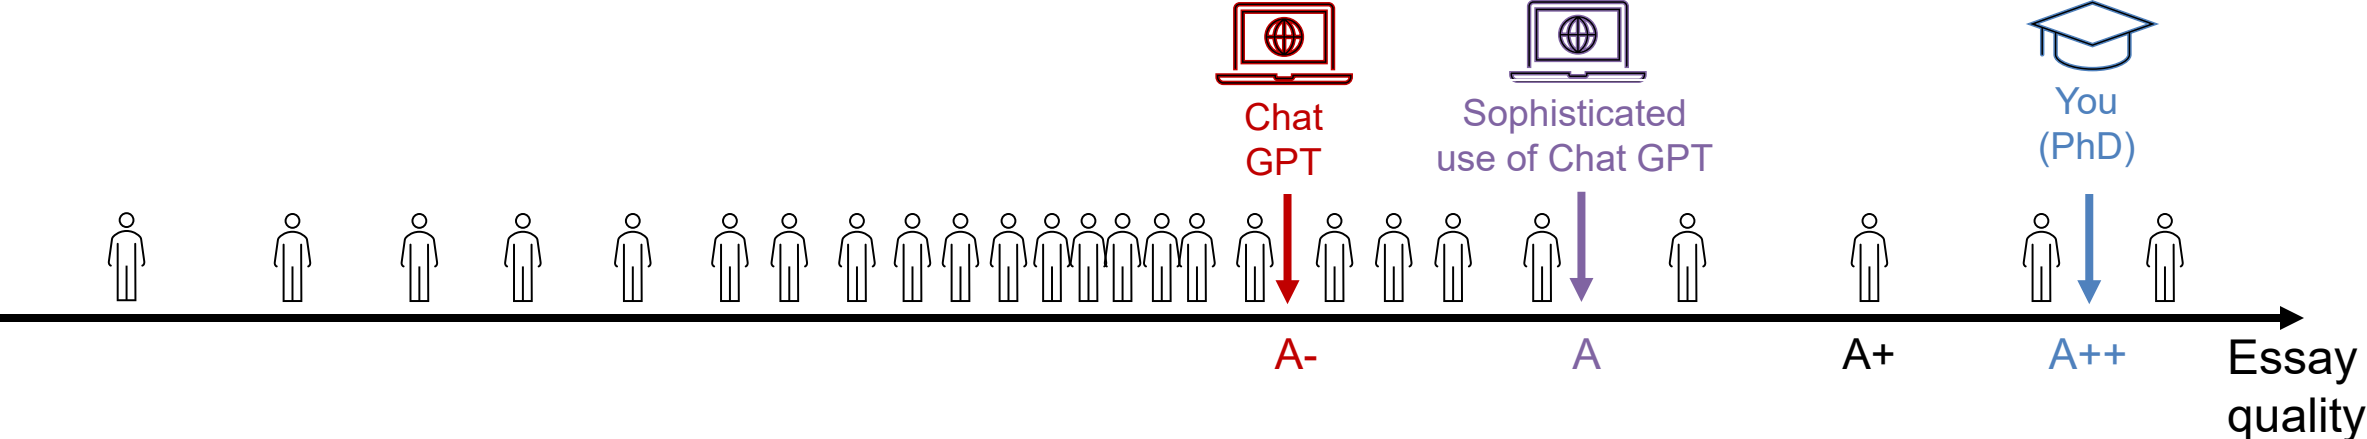 Chat
GPT
Sophisticated
use of Chat GPT
You
(PhD)
A-
A
A+
A++
Essay
quality